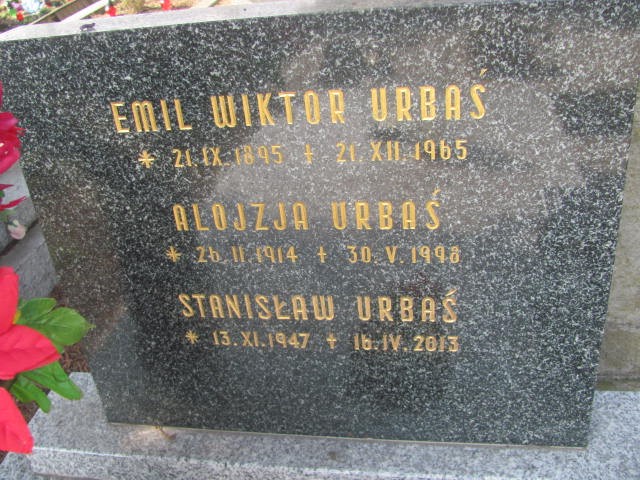 EMIL WIKTOR URBAŚ
* 21.IX.1895 + 21.XII.1965
ALOJZJA URBAŚ
* 26.II.1914 + 30.V.1998
STANISŁAW URBAŚ
* 13.XI.1947 + 16.IV.2013